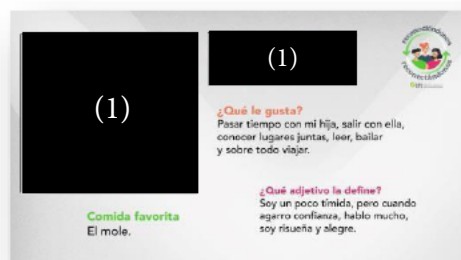 (1)
(1)
reconociéndonos
reconectándonos
¿Qué le gusta?
Pasar tiempo con mi hija, salir con ella,
conocer lugares juntas, leer, bailar
y sobre todo viajar.
¿Qué adjetivo la define?
Soy un poco tímida, pero cuando
agarro confianza, hablo mucho,
soy risueña y alegre.
Comida favorita
El mole.